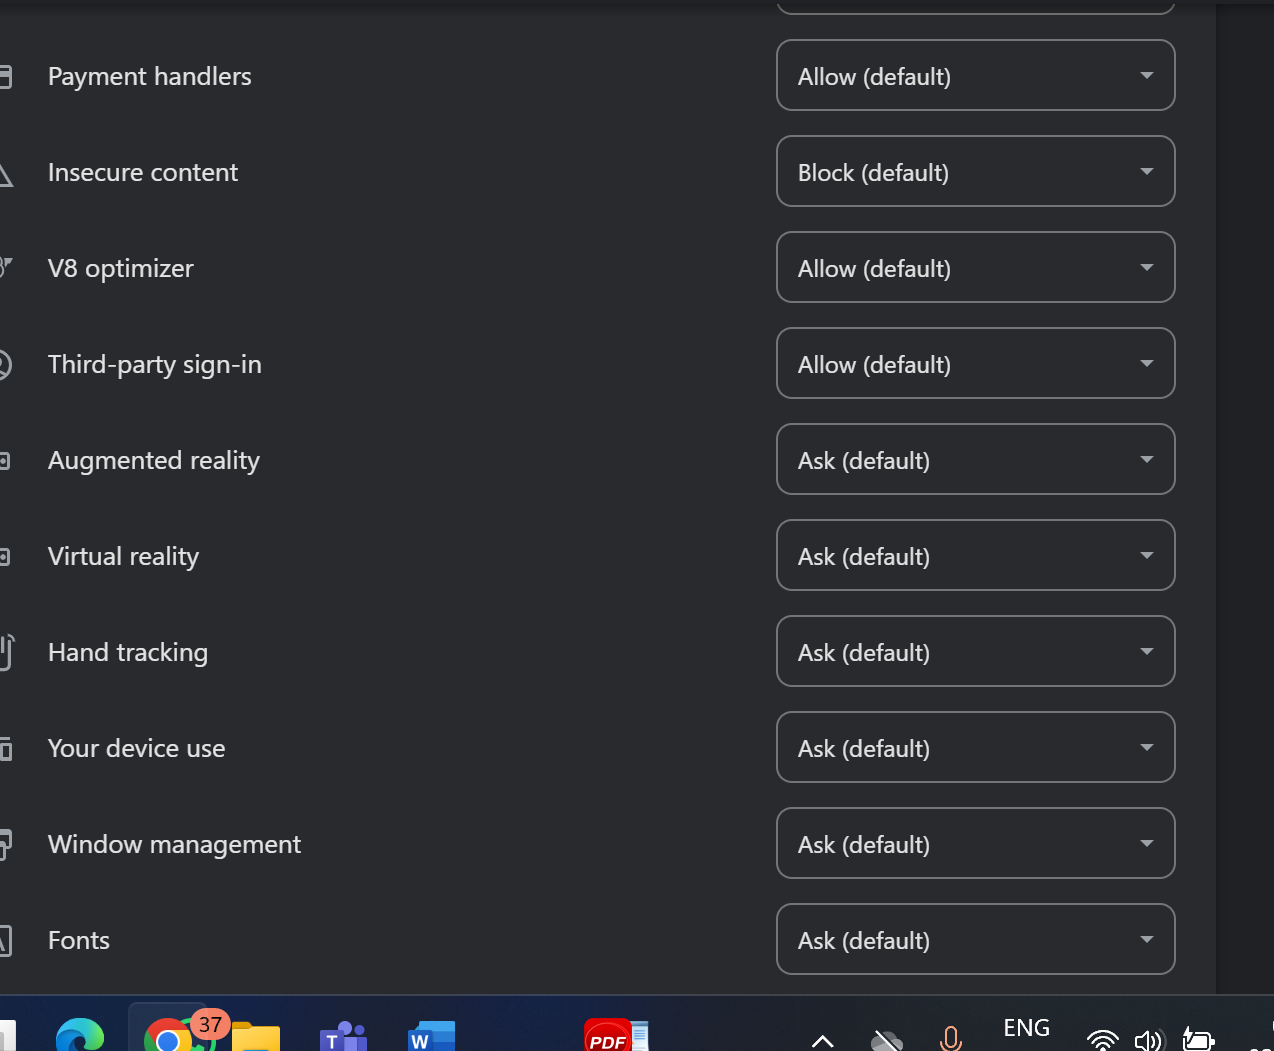 Payment handlers
Allow (default)
Insecure content
Block (default)
V8 optimizer
Allow (default)
Third-party sign-in
Allow (default)
Augmented reality
Ask (default)
Virtual reality
Ask (default)
Hand tracking
Ask (default)
Your device use
Ask (default)
Window management
Ask (default)
Fonts
Ask (default)
37
T
W
PDF
ENG